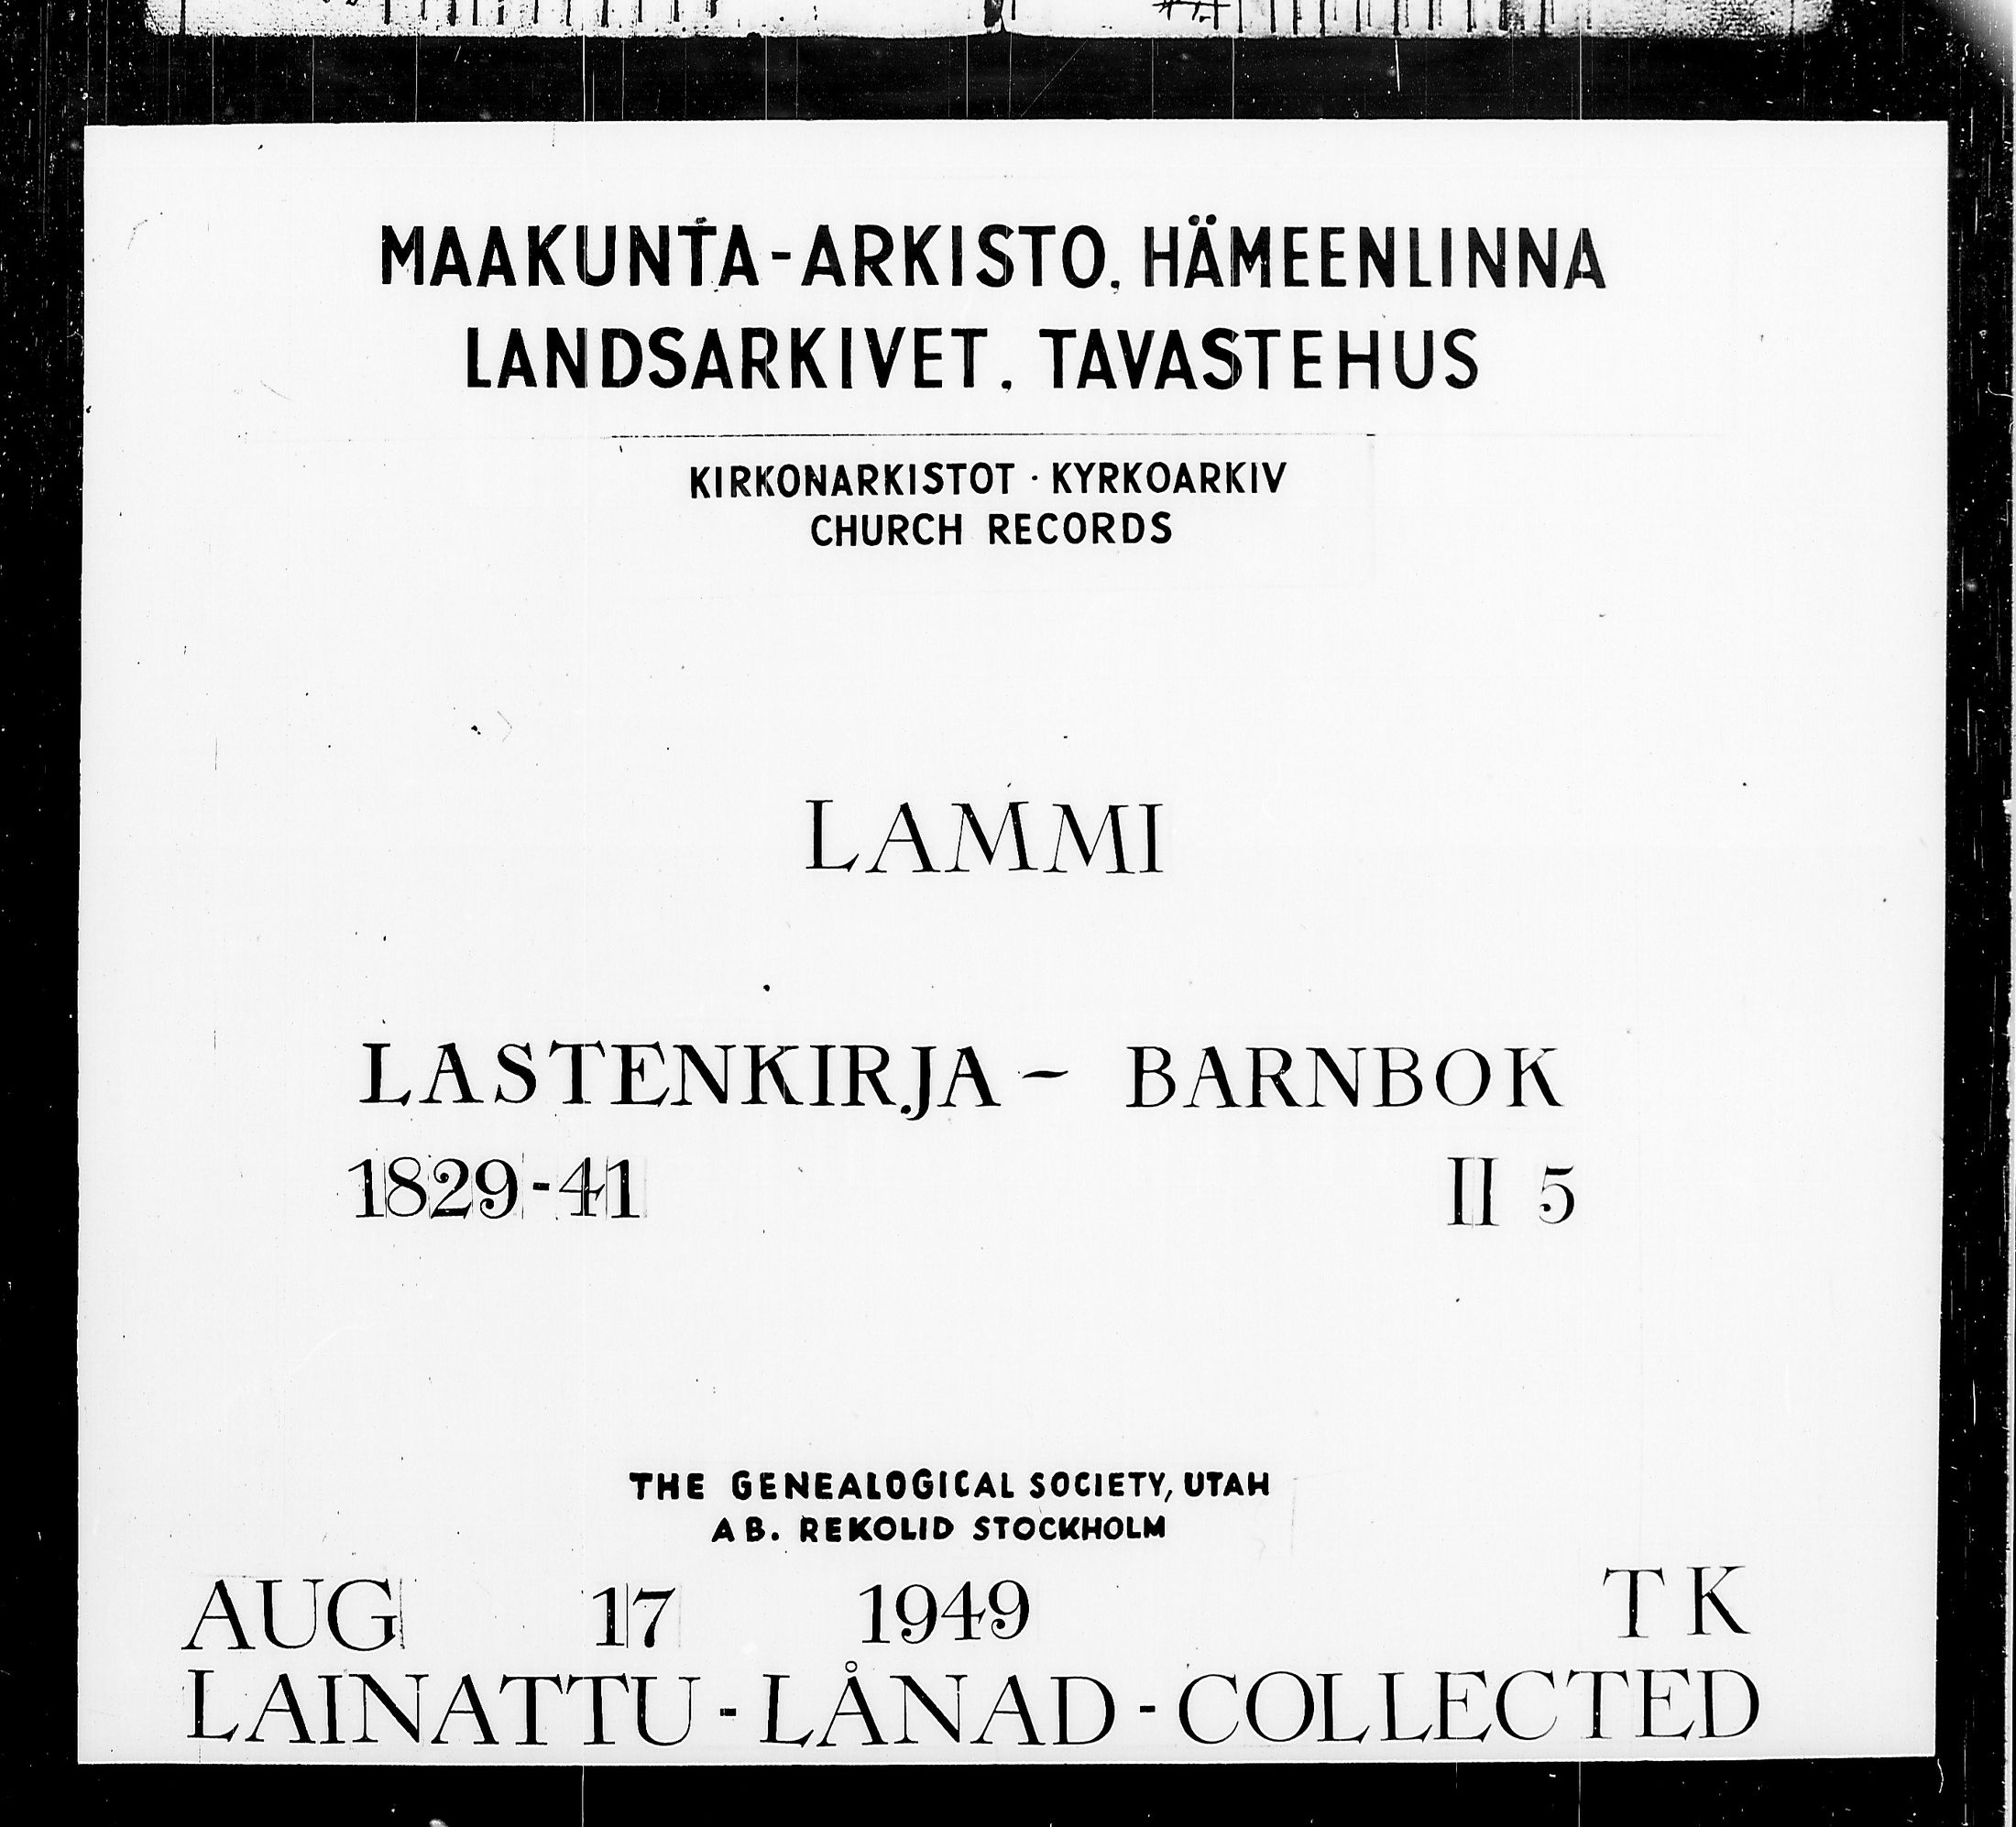 MAAKUNTA-ARKISTO. HÄMEENLINNA
LANDSARKIVET. TAVASTEHUS
KIRKONARKISTOT · KYRKOARKIV
CHURCH RECORDS
LAMMI
LASTENKIRJA - BARNBOK
1829-41 II 5
THE GENEALOGICAL SOCIETY, UTAH
AB. REKOLID STOCKHOLM
AUG 17 1949 TK
LAINATTU - LÅNAD - COLLECTED